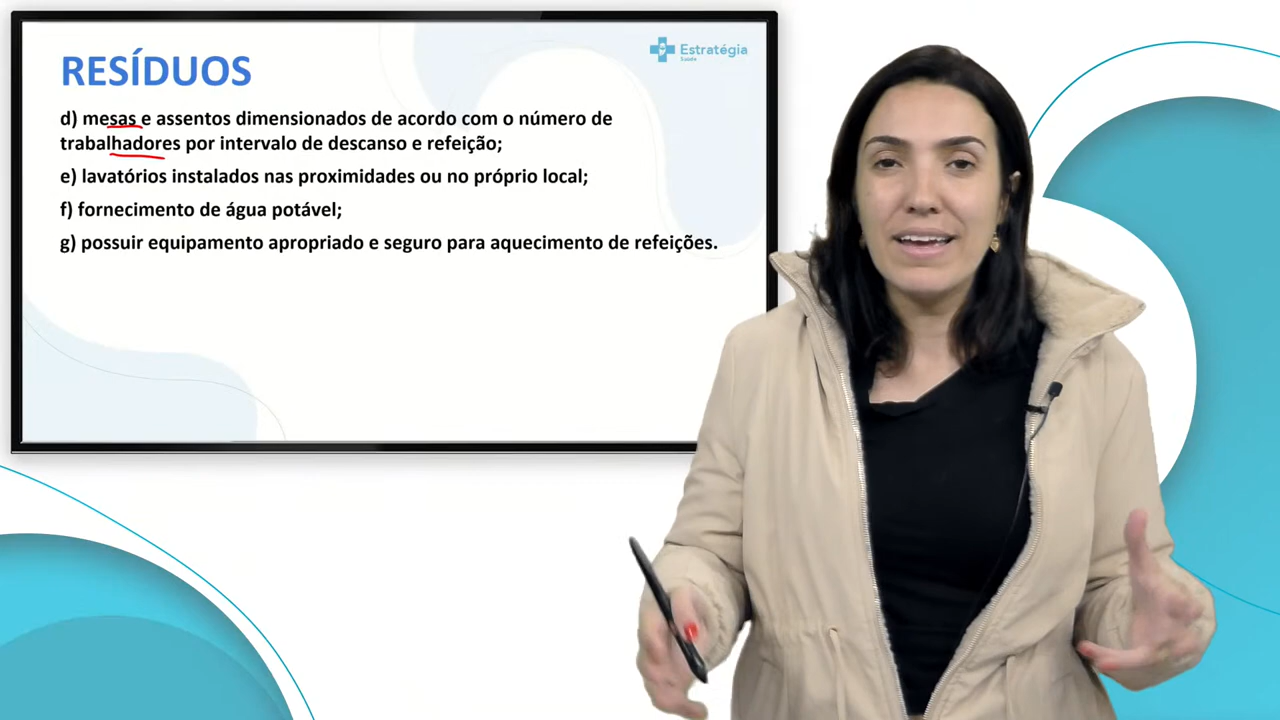 RESÍDUOS
Estratégia
Saúde
d) mesas e assentos dimensionados de acordo com o número de
trabalhadores por intervalo de descanso e refeição;
e) lavatórios instalados nas proximidades ou no próprio local;
f) fornecimento de água potável;
g) possuir equipamento apropriado e seguro para aquecimento de refeições.